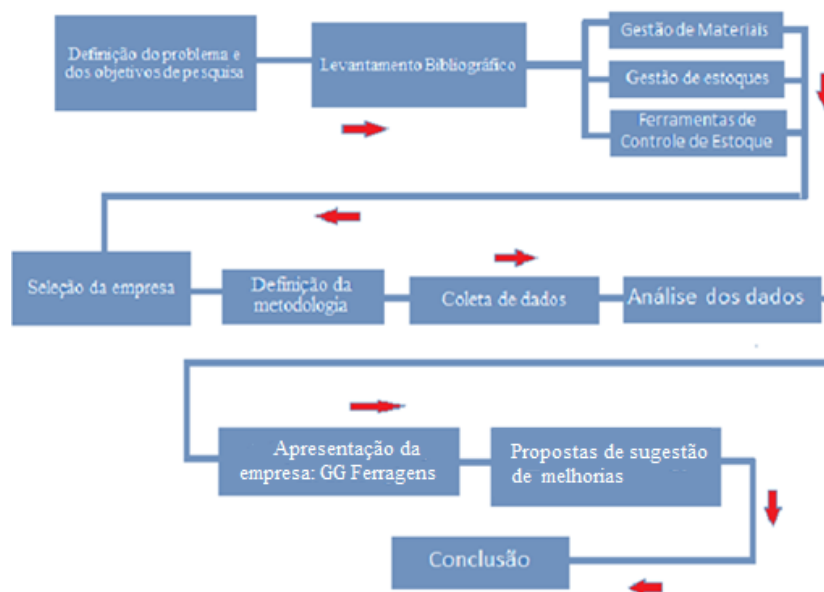 Definição do problema e
dos objetivos de pesquisa
Levantamento Bibliográfico
Gestão de Materiais
Gestão de estoques
Ferramentas de
Controle de Estoque
Seleção da empresa
Definição da
metodologia
Coleta de dados
Análise dos dados
Apresentação da
empresa: GG Ferragens
Propostas de sugestão
de melhorias
Conclusão